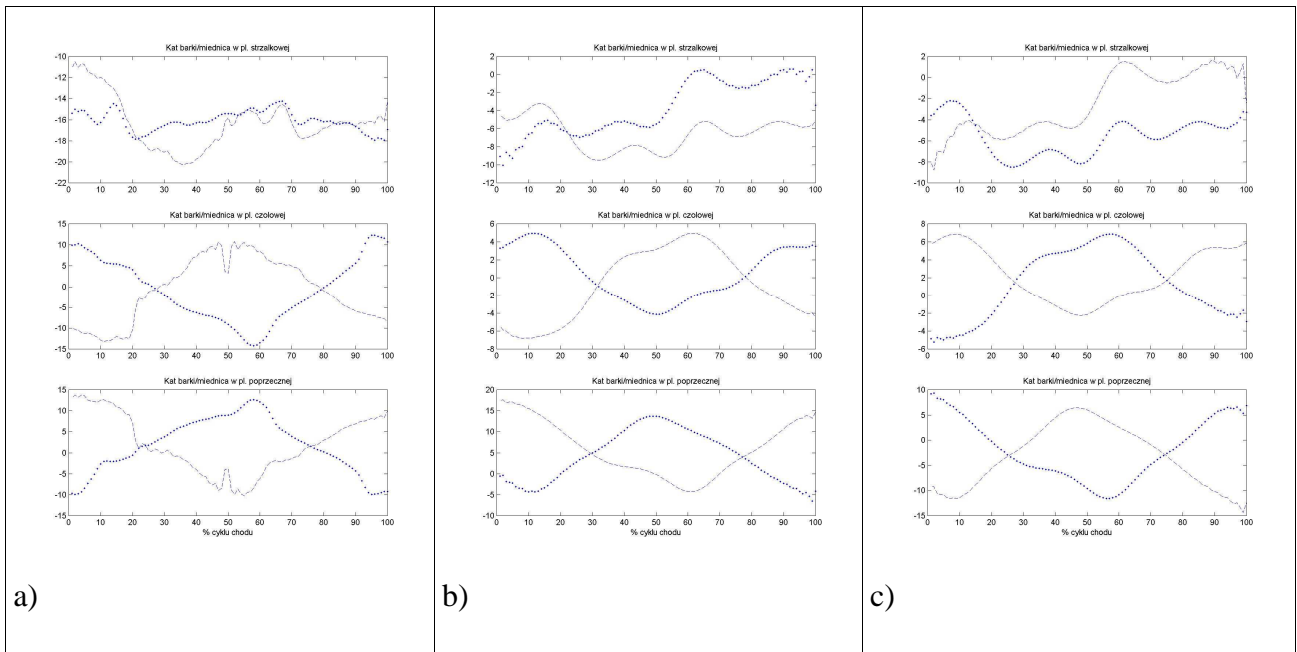 Kat barki/miednica w pl. strzalkowej
-10
-12
-14
-16
-18
-20
-22
0 10 20 30 40 50 60 70 80 90 100
Kat barki/miednica w pl. czolowej
15
10
5
0
-5
-10
-15
0 10 20 30 40 50 60 70 80 90 100
Kat barki/miednica w pl. poprzecznej
15
10
5
0
-5
-10
-15
0 10 20 30 40 50 60 70 80 90 100
% cyklu chodu
a)
Kat barki/miednica w pl. strzalkowej
2
0
-2
-4
-6
-8
-10
-12
0 10 20 30 40 50 60 70 80 90 100
Kat barki/miednica w pl. czolowej
6
4
2
0
-2
-4
-6
-8
0 10 20 30 40 50 60 70 80 90 100
Kat barki/miednica w pl. poprzecznej
20
15
10
5
0
-5
-10
0 10 20 30 40 50 60 70 80 90 100
% cyklu chodu
b)
Kat barki/miednica w pl. strzalkowej
2
0
-2
-4
-6
-8
-10
0 10 20 30 40 50 60 70 80 90 100
Kat barki/miednica w pl. czolowej
8
6
4
2
0
-2
-4
-6
0 10 20 30 40 50 60 70 80 90 100
Kat barki/miednica w pl. poprzecznej
10
5
0
-5
-10
-15
0 10 20 30 40 50 60 70 80 90 100
% cyklu chodu
c)